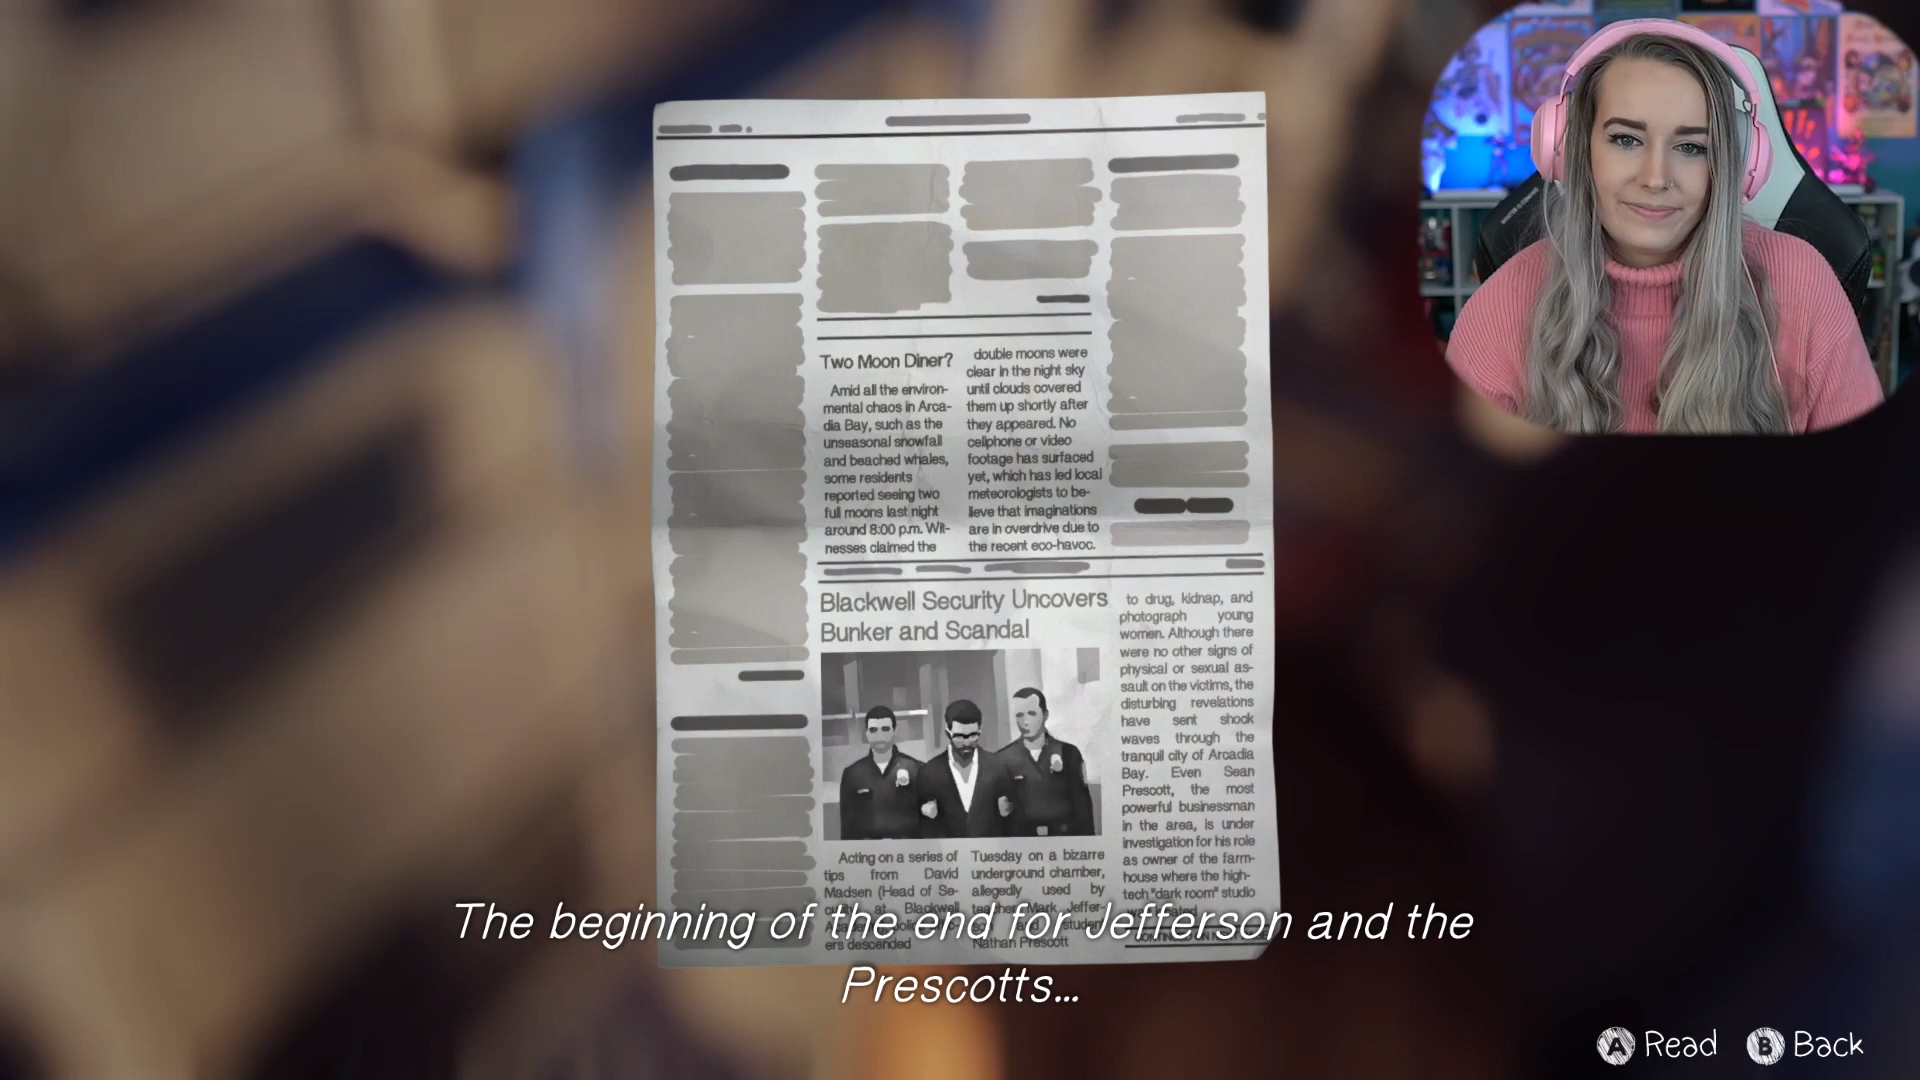 Two Moon Diner?
Amid all the environ-
mental chaos in Arca-
dia Bay, such as the
unseasonal snowfall
and beached whales,
some residents
reported seeing two
full moons last night
around 8:00 p.m. Wit-
nesses claimed the
double moons were
clear in the night sky
until clouds covered
them up shortly after
they appeared. No
cellphone or video
footage has surfaced
yet, which has led local
meteorologists to be-
lieve that imaginations
are in overdrive due to
the recent eco-havoc.
Blackwell Security Uncovers
Bunker and Scandal
Acting on a series of
tips from David
Madsen (Head of Se-
at Blackwell
ers descended
Tuesday on a bizarre
underground chamber,
allegedly used by
Mark Jeffer-
student
Nathan Prescott
to drug, kidnap, and
photograph young
women. Although there
were no other signs of
physical or sexual as-
sault on the victims, the
disturbing revelations
have sent shock
waves through the
tranquil city of Arcadia
Bay. Even Sean
Prescott, the most
powerful businessman
in the area, is under
investigation for his role
as owner of the farm-
house where the high-
tech "dark room" studio
The beginning of the end for Jefferson and the
Prescotts...
A Read B Back